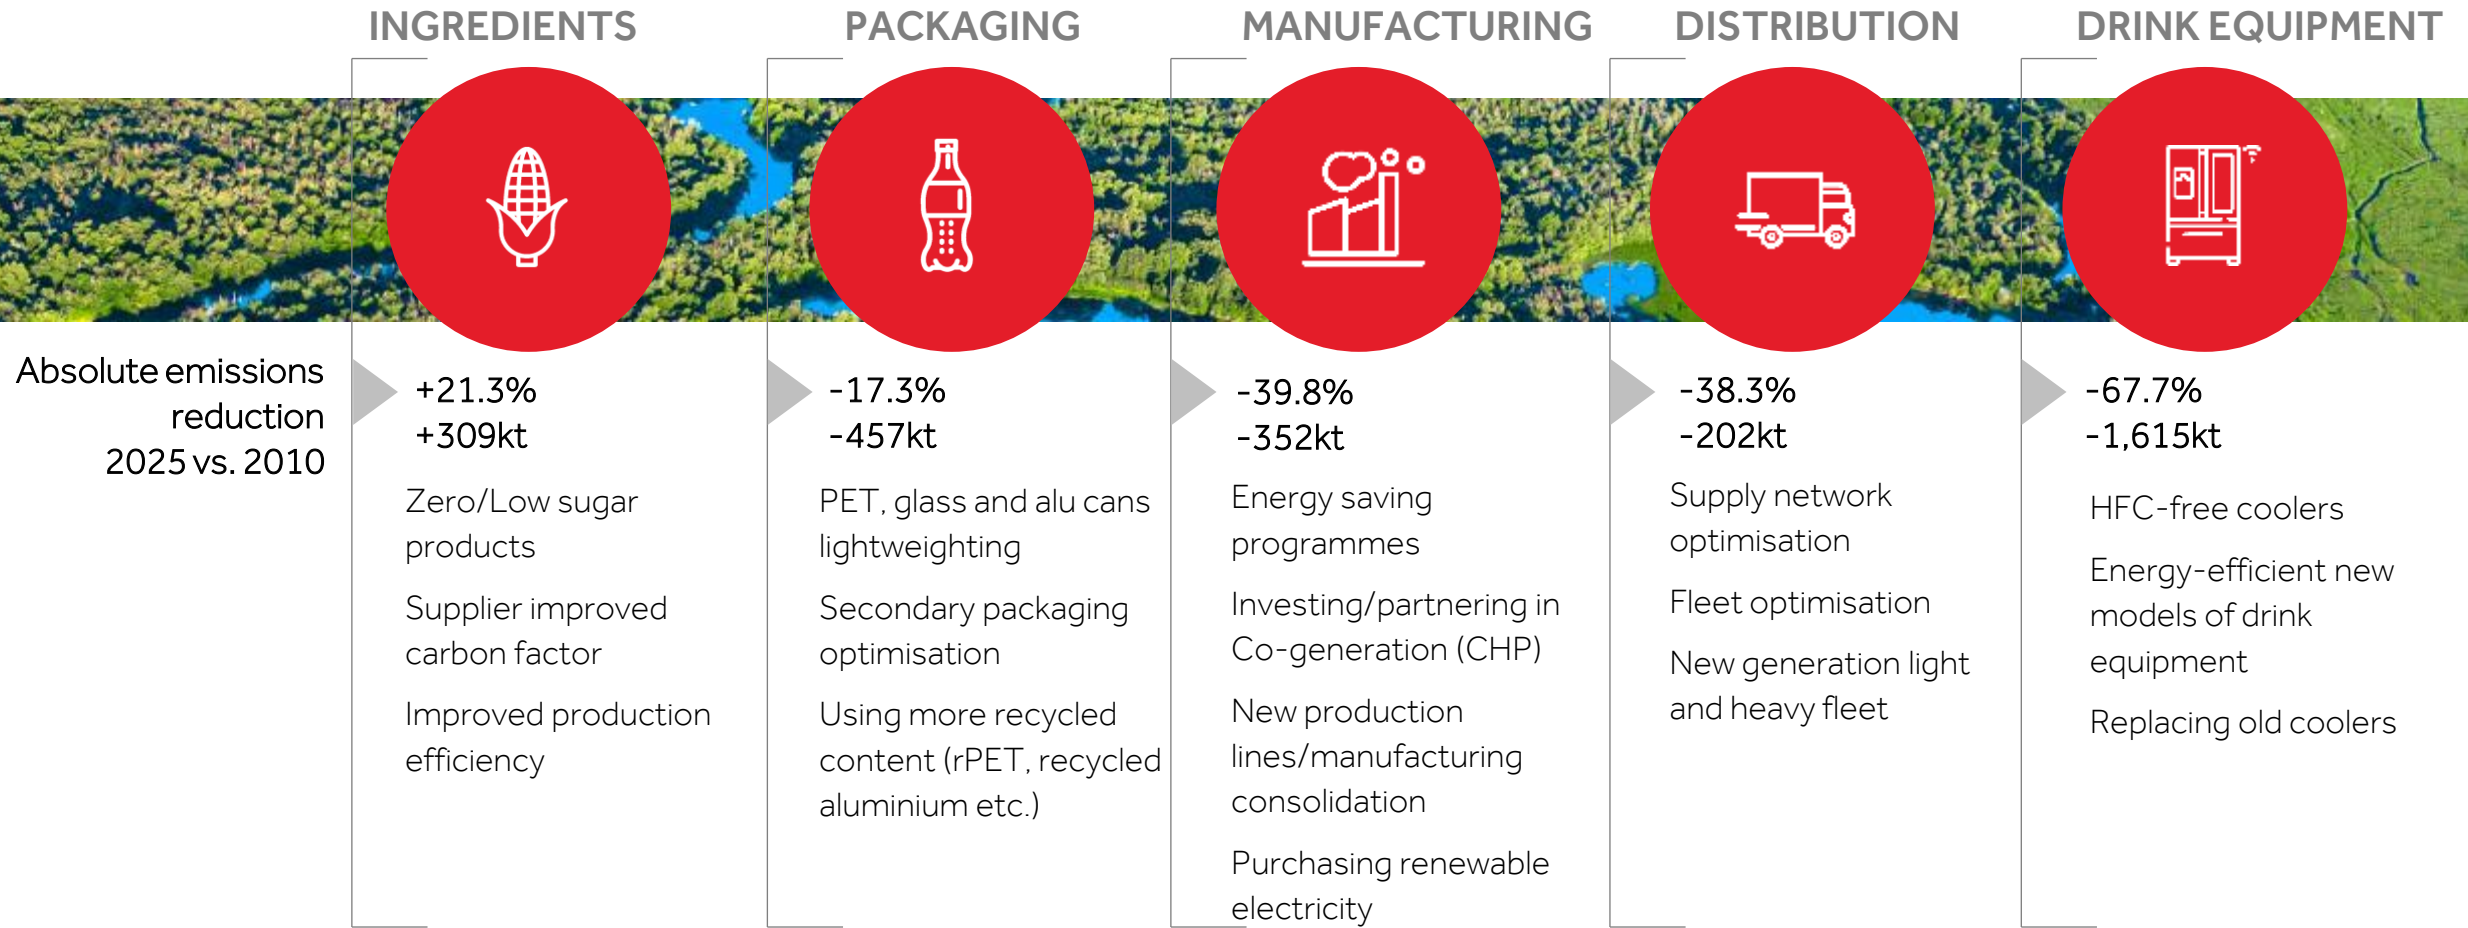 INGREDIENTS
PACKAGING
MANUFACTURING
DISTRIBUTION
DRINK EQUIPMENT
Absolute emissions
reduction
2025 vs. 2010
+21.3%
+309kt
Zero/Low sugar
products
Supplier improved
carbon factor
Improved production
efficiency
-17.3%
-457kt
PET, glass and alu cans
lightweighting
Secondary packaging
optimisation
Using more recycled
content (rPET, recycled
aluminium etc.)
-39.8%
-352kt
Energy saving
programmes
Investing/partnering in
Co-generation (CHP)
New production
lines/manufacturing
consolidation
Purchasing renewable
electricity
-38.3%
-202kt
Supply network
optimisation
Fleet optimisation
New generation light
and heavy fleet
-67.7%
-1,615kt
HFC-free coolers
Energy-efficient new
models of drink
equipment
Replacing old coolers